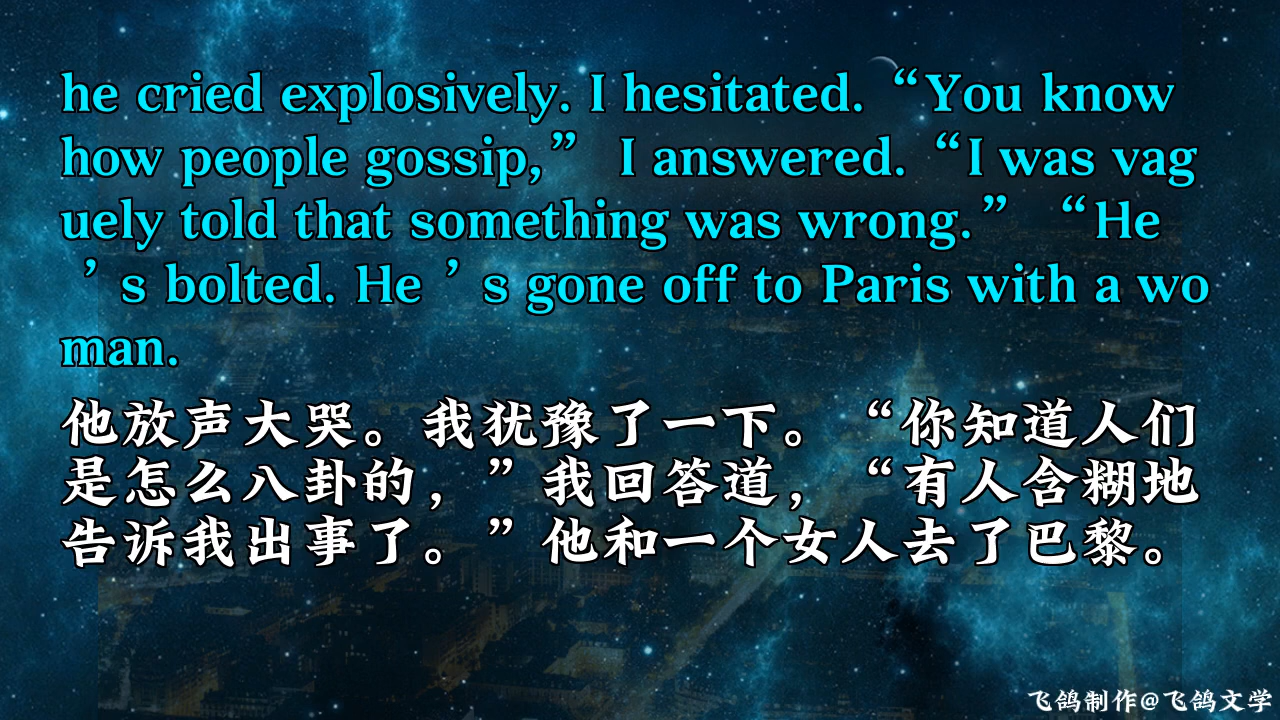 he cried explosively. I hesitated. “You know
how people gossip,” I answered. “I was vag
uely told that something was wrong.” “He
’s bolted. He ’s gone off to Paris with a wo
man.
他放声大哭。我犹豫了一下。“你知道人们
是怎么八卦的，”我回答道，“有人含糊地
告诉我出事了。”他和一个女人去了巴黎。
飞鸽制作@飞鸽文学